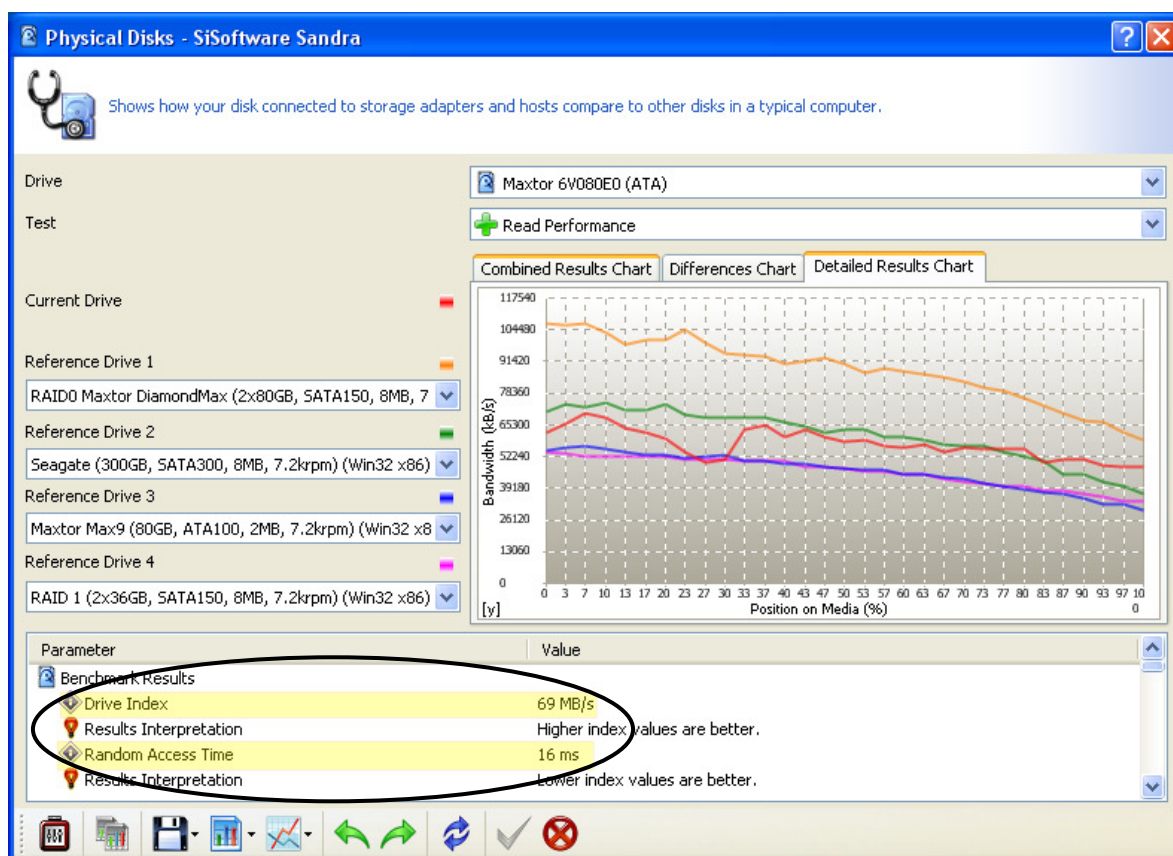 Physical Disks - SiSoftware Sandra
Shows how your disk connected to storage adapters and hosts compare to other disks in a typical computer.
Drive
Maxtor 6V080E0 (ATA)
Test
Read Performance
Combined Results Chart Differences Chart Detailed Results Chart
Current Drive
Reference Drive 1
RAID0 Maxtor DiamondMax (2x80GB, SATA150, 8MB, 7
Reference Drive 2
Seagate (300GB, SATA300, 8MB, 7.2krpm) (Win32 x86)
Reference Drive 3
Maxtor Max9 (80GB, ATA100, 2MB, 7.2krpm) (Win32 x8
Reference Drive 4
RAID 1 (2x36GB, SATA150, 8MB, 7.2krpm) (Win32 x86)
Bandwidth (kB/s)
117540
104480
91420
78360
65300
52240
39180
26120
13060
0
0 3 7 10 13 17 20 23 27 30 33 37 40 43 47 50 53 57 60 63 67 70 73 77 80 83 87 90 93 97 10
0
[y] Position on Media (%)
Parameter Value
Benchmark Results
Drive Index 69 MB/s
Results Interpretation Higher index values are better.
Random Access Time 16 ms
Results Interpretation Lower index values are better.